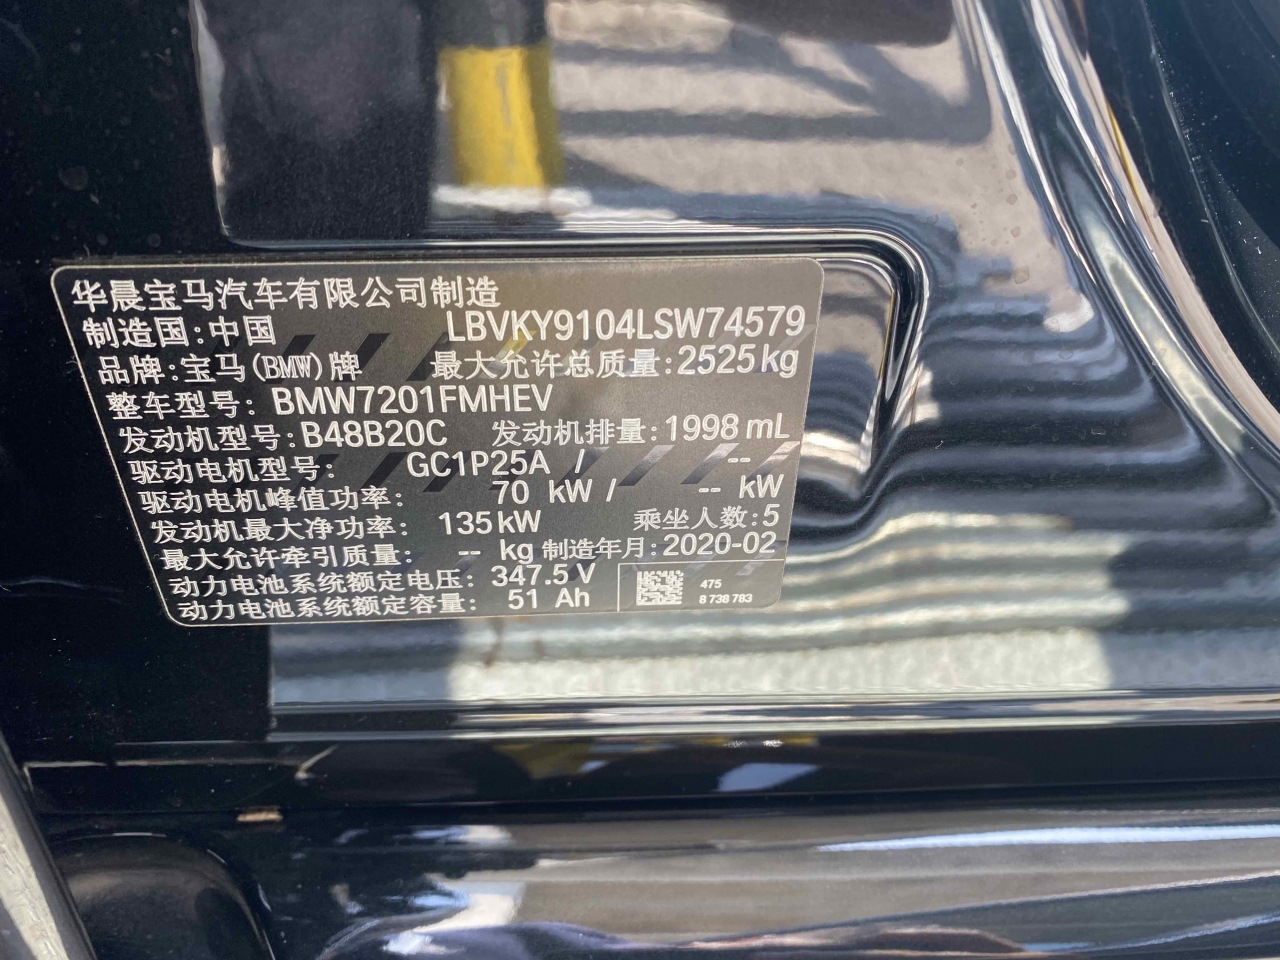 华晨宝马汽车有限公司制造
制造国:中国 LBVKY9104LSW74579
品牌:宝马(BMW)牌 最大允许总质量:2525kg
整车型号: BMW7201FMHEV
发动机型号:B48B20C 发动机排量:1998 mL
驱动电机型号: GC1P25A / --
驱动电机峰值功率: 70 kW / -- kW
发动机最大净功率: 135kW 乘坐人数:5
最大允许牵引质量: -- kg 制造年月:2020-02
动力电池系统额定电压: 347.5 V
动力电池系统额定容量: 51 Ah
475
8 738 783